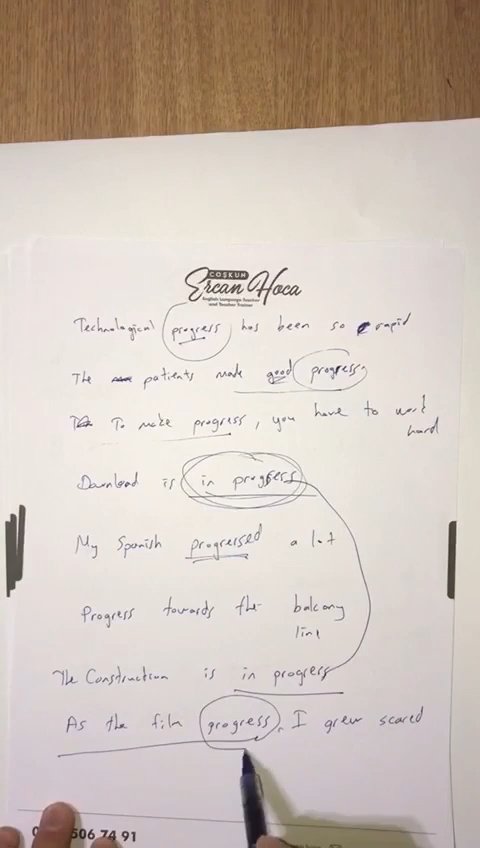 COŞKUN
Ercan Hoca
English Language Teacher
and Teacher Trainer
Technological progress has been so rapid
The patients made good progress.
To make progress, you have to work
hard
Download is in progress
My Spanish progressed a lot
Progress towards the balcony
line
The Construction is in progress
As the film progress, I grew scared
506 74 91